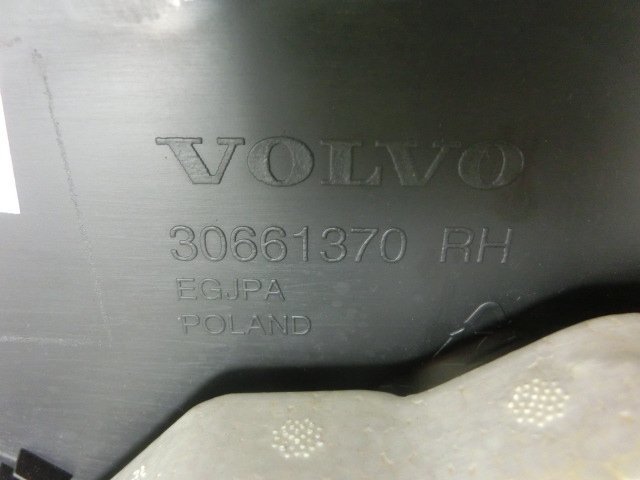 VOLVO
30661370 RH
EGJPA
POLAND